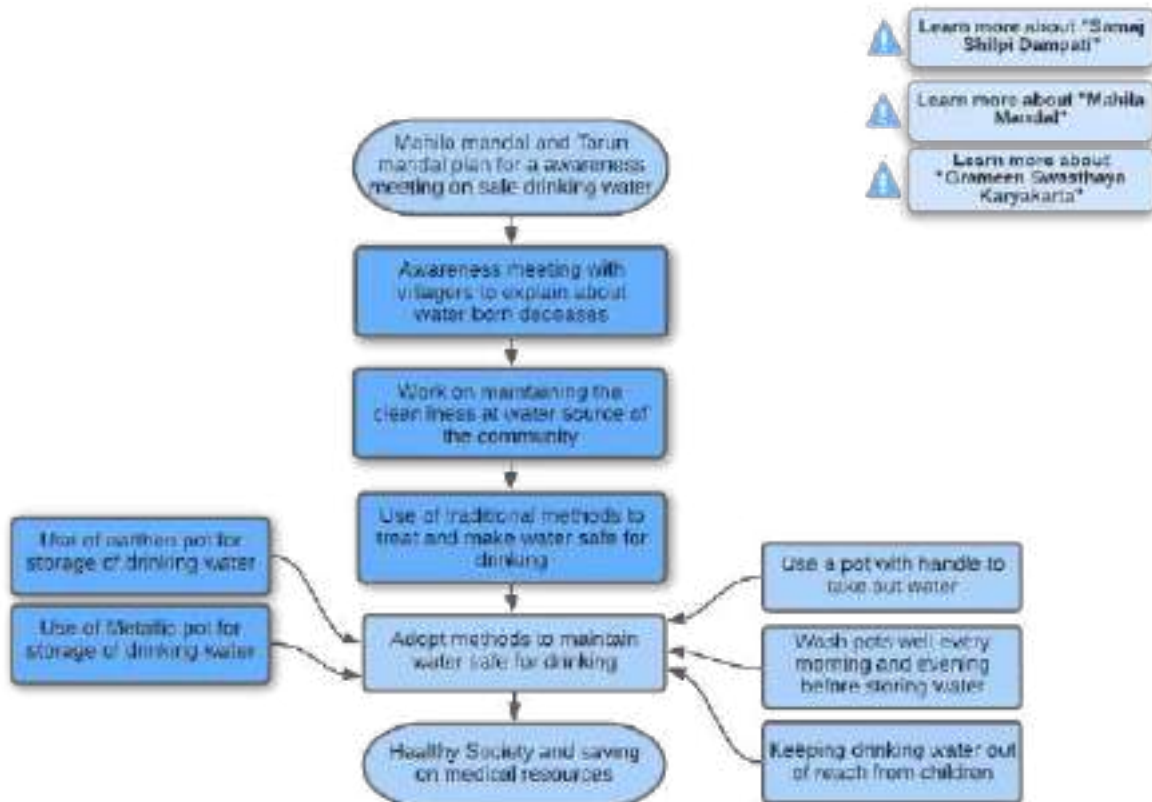 Learn more about "Samaj
Shilpi Dampati"
Learn more about "Mahila
Mandal"
Learn more about
"Grameen Swasthaya
Karyakarta"
Mahila mandal and Tarun
mandal plan for a awareness
meeting on safe drinking water
Awareness meeting with
villagers to explain about
water born deceases
Work on maintaining the
cleanliness at water source of
the community
Use of traditional methods to
treat and make water safe for
drinking
Use of earthen pot for
storage of drinking water
Use of Metallic pot for
storage of drinking water
Adopt methods to maintain
water safe for drinking
Use a pot with handle to
take out water
Wash pots well every
morning and evening
before storing water
Keeping drinking water out
of reach from children
Healthy Society and saving
on medical resources